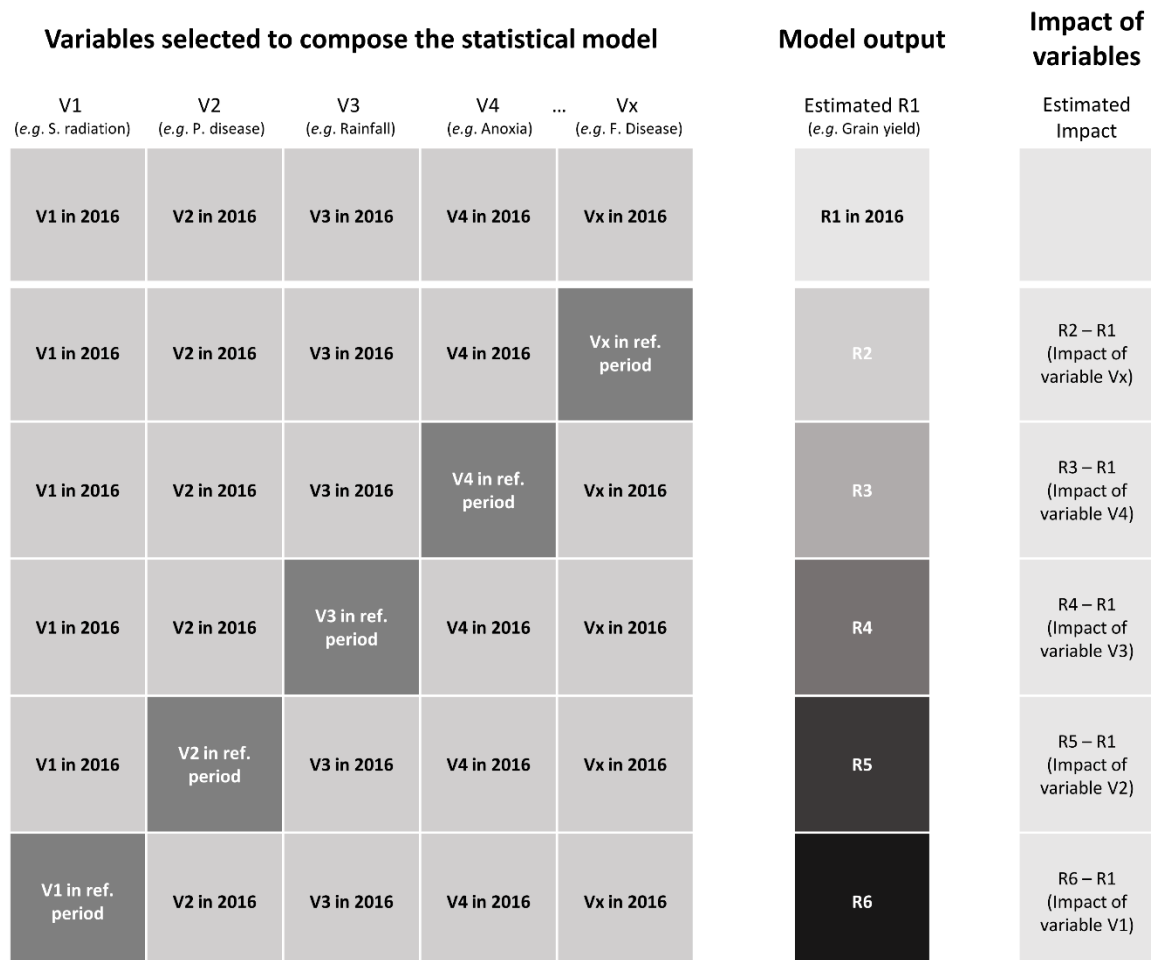 Variables selected to compose the statistical model
Model output
Impact of
variables
V1
V2
V3
V4
...
Vx
Estimated R1
Estimated
Impact
(e.g. S. radiation)
(e.g. P. disease)
(e.g. Rainfall)
(e.g. Anoxia)
(e.g. F. Disease)
(e.g. Grain yield)
V1 in 2016
V2 in 2016
V3 in 2016
V4 in 2016
Vx in 2016
R1 in 2016
V1 in 2016
V2 in 2016
V3 in 2016
V4 in 2016
Vx in ref.
period
R2
R2 – R1
(Impact of
variable Vx)
V1 in 2016
V2 in 2016
V3 in 2016
V4 in ref.
period
Vx in 2016
R3
R3 – R1
(Impact of
variable V4)
V1 in 2016
V2 in 2016
V3 in ref.
period
V4 in 2016
Vx in 2016
R4
R4 – R1
(Impact of
variable V3)
V1 in 2016
V2 in ref.
period
V3 in 2016
V4 in 2016
Vx in 2016
R5
R5 – R1
(Impact of
variable V2)
V1 in ref.
period
V2 in 2016
V3 in 2016
V4 in 2016
Vx in 2016
R6
R6 – R1
(Impact of
variable V1)